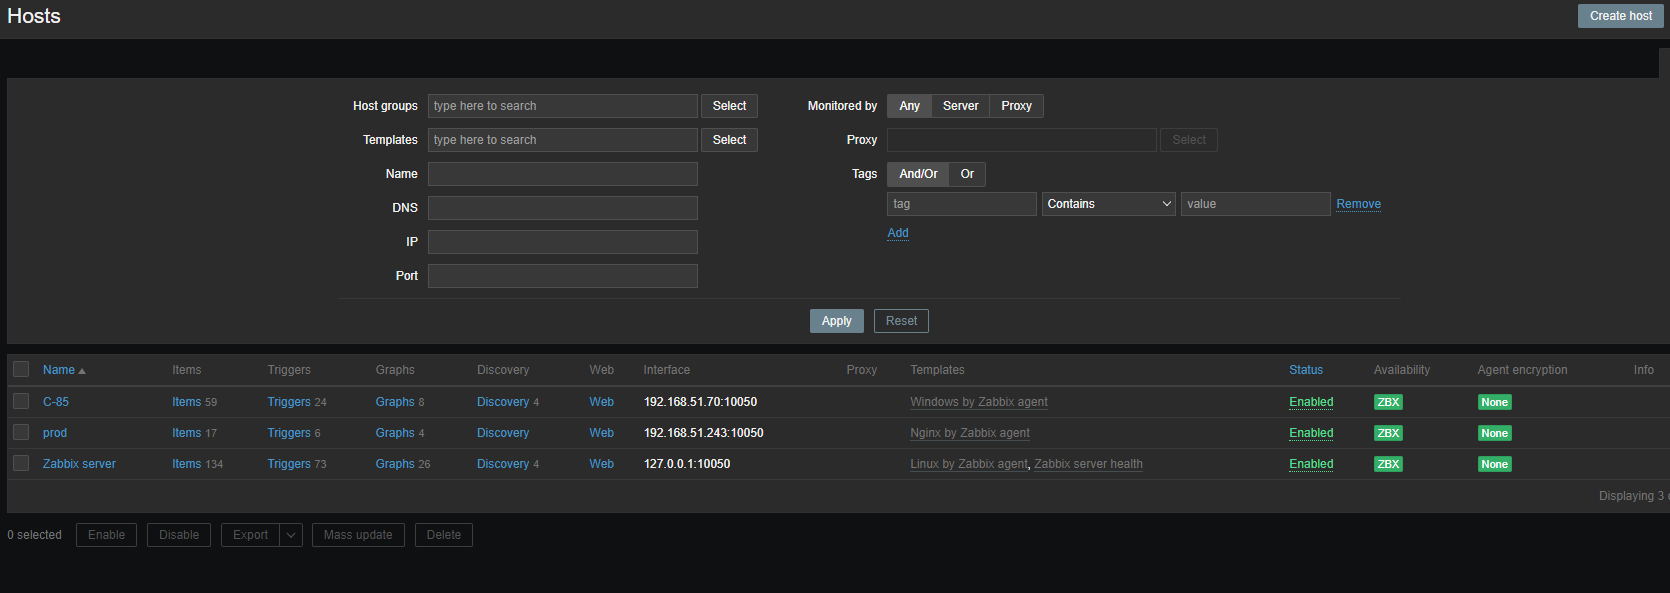 Hosts
Create host
Host groups type here to search Select Monitored by Any Server Proxy
Templates type here to search Select Proxy Select
Name Tags And/Or Or
DNS tag Contains value Remove
IP Add
Port
Apply Reset
Name Items Triggers Graphs Discovery Web Interface Proxy Templates Status Availability Agent encryption Info
C-85 Items 59 Triggers 24 Graphs 8 Discovery 4 Web 192.168.51.70:10050 Windows by Zabbix agent Enabled ZBX None
prod Items 17 Triggers 6 Graphs 4 Discovery Web 192.168.51.243:10050 Nginx by Zabbix agent Enabled ZBX None
Zabbix server Items 134 Triggers 73 Graphs 26 Discovery 4 Web 127.0.0.1:10050 Linux by Zabbix agent, Zabbix server health Enabled ZBX None
Displaying 3
0 selected Enable Disable Export Mass update Delete